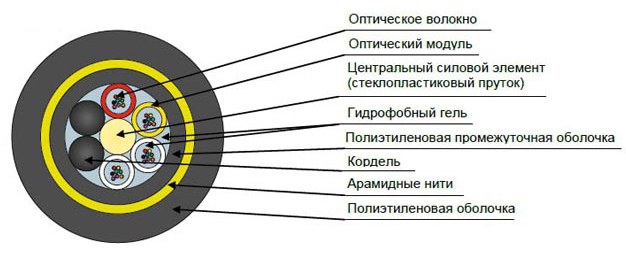 Оптическое волокно
Оптический модуль
Центральный силовой элемент
(стеклопластиковый пруток)
Гидрофобный гель
Полиэтиленовая промежуточная оболочка
Кордель
Арамидные нити
Полиэтиленовая оболочка